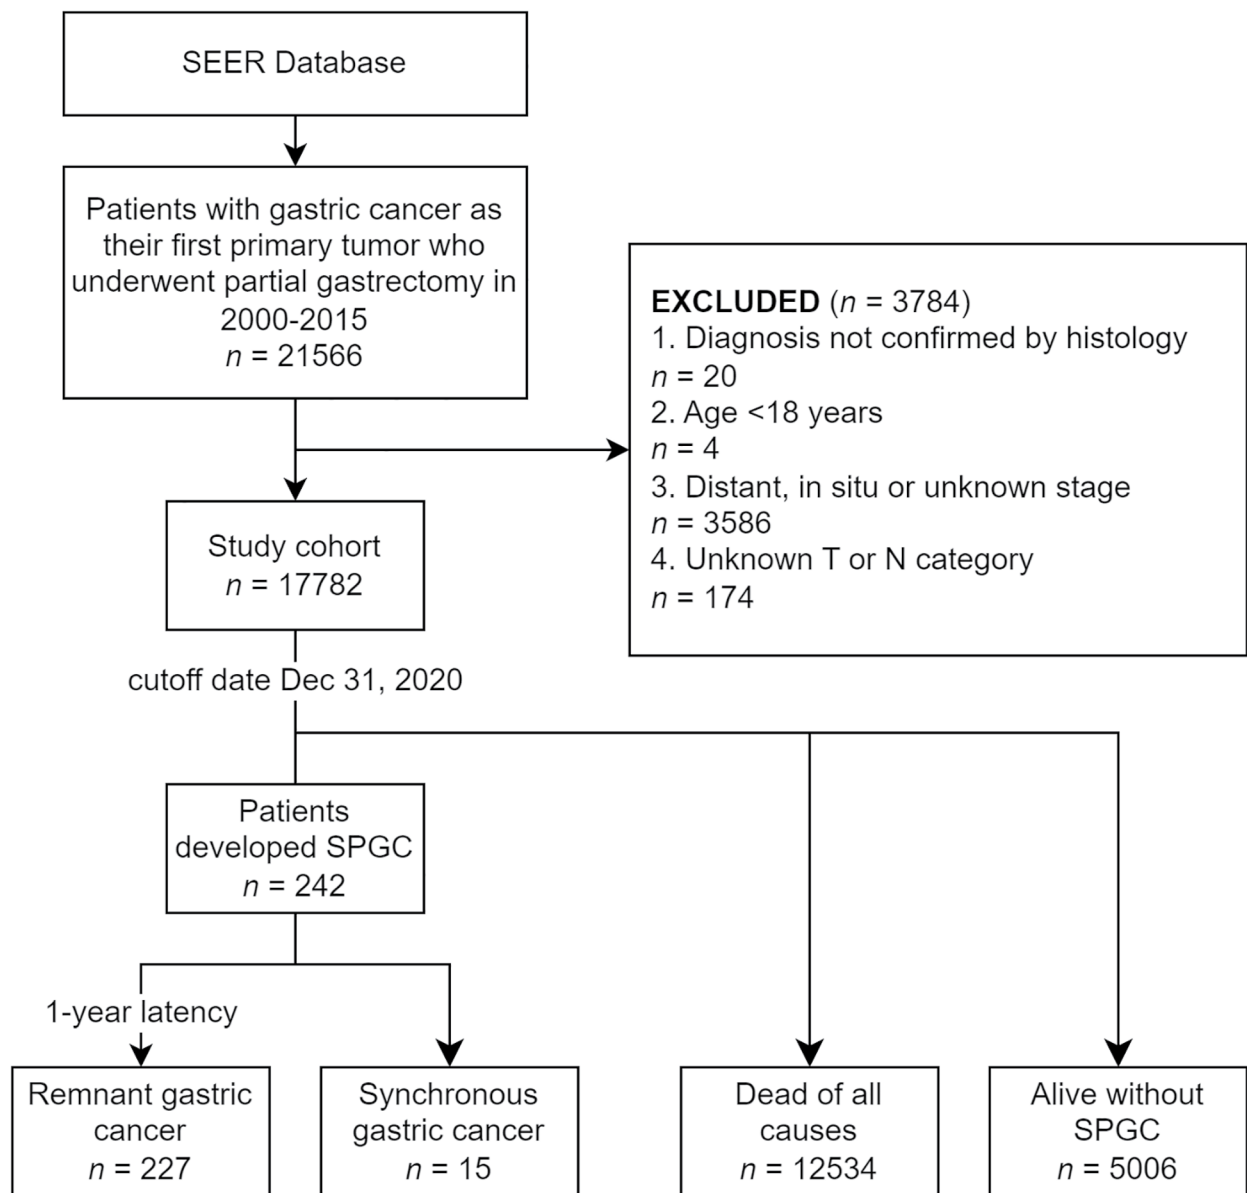 SEER Database
Patients with gastric cancer as
their first primary tumor who
underwent partial gastrectomy in
2000-2015
n = 21566
EXCLUDED (n = 3784)
1. Diagnosis not confirmed by histology
n = 20
2. Age <18 years
n = 4
3. Distant, in situ or unknown stage
n = 3586
4. Unknown T or N category
n = 174
Study cohort
n = 17782
cutoff date Dec 31, 2020
Patients
developed SPGC
n = 242
1-year latency
Remnant gastric
cancer
n = 227
Synchronous
gastric cancer
n = 15
Dead of all
causes
n = 12534
Alive without
SPGC
n = 5006